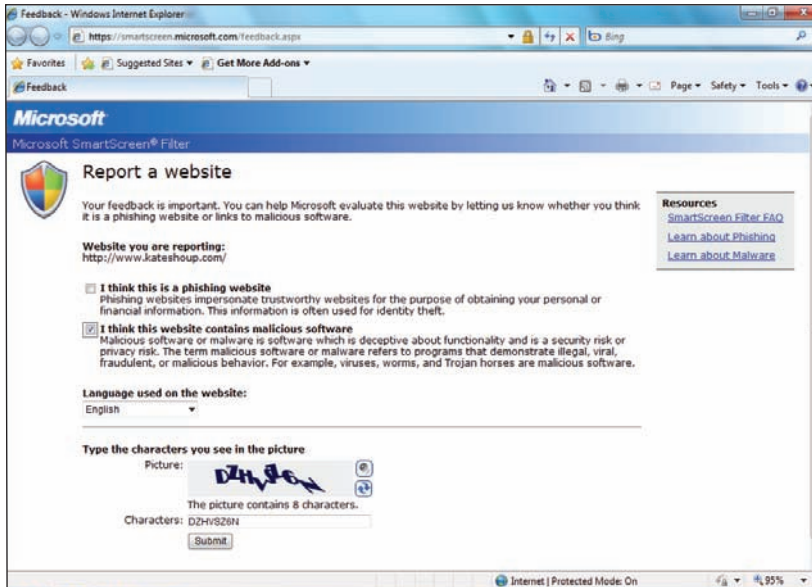 Feedback - Windows Internet Explorer
https://smartscreen.microsoft.com/feedback.aspx
Bing
Favorites Suggested Sites Get More Add-ons
Feedback
Page Safety Tools
Microsoft
Microsoft SmartScreen® Filter
Report a website
Your feedback is important. You can help Microsoft evaluate this website by letting us know whether you think
it is a phishing website or links to malicious software.
Website you are reporting:
http://www.kateshoup.com/
I think this is a phishing website
Phishing websites impersonate trustworthy websites for the purpose of obtaining your personal or
financial information. This information is often used for identity theft.
I think this website contains malicious software
Malicious software or malware is software which is deceptive about functionality and is a security risk or
privacy risk. The term malicious software or malware refers to programs that demonstrate illegal, viral,
fraudulent, or malicious behavior. For example, viruses, worms, and Trojan horses are malicious software.
Language used on the website:
English
Type the characters you see in the picture
Picture:
The picture contains 8 characters.
Characters: DZHVSZ6N
Submit
Resources
SmartScreen Filter FAQ
Learn about Phishing
Learn about Malware
Internet | Protected Mode: On
95%